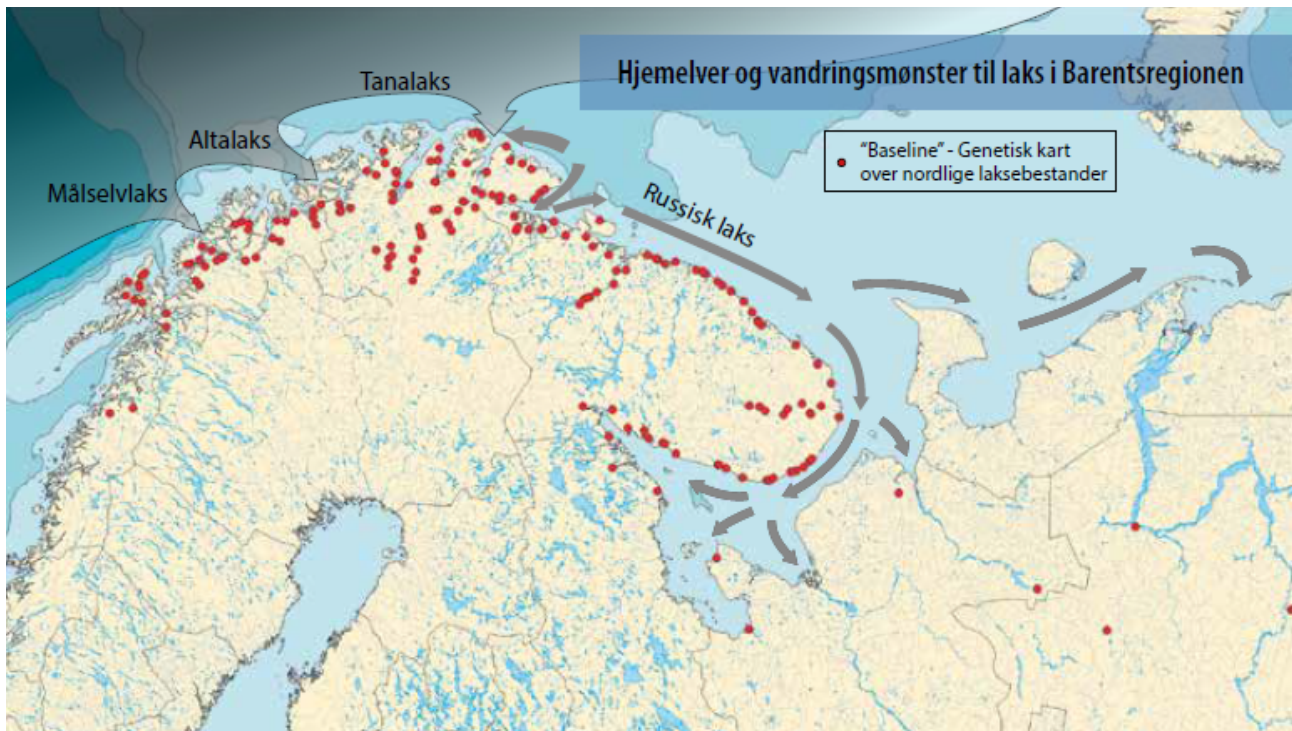 Hjemelver og vandringsmønster til laks i Barentsregionen
Tanalaks
Altalaks
Målselvlaks
"Baseline" - Genetisk kart
over nordlige laksebestander
Russisk laks